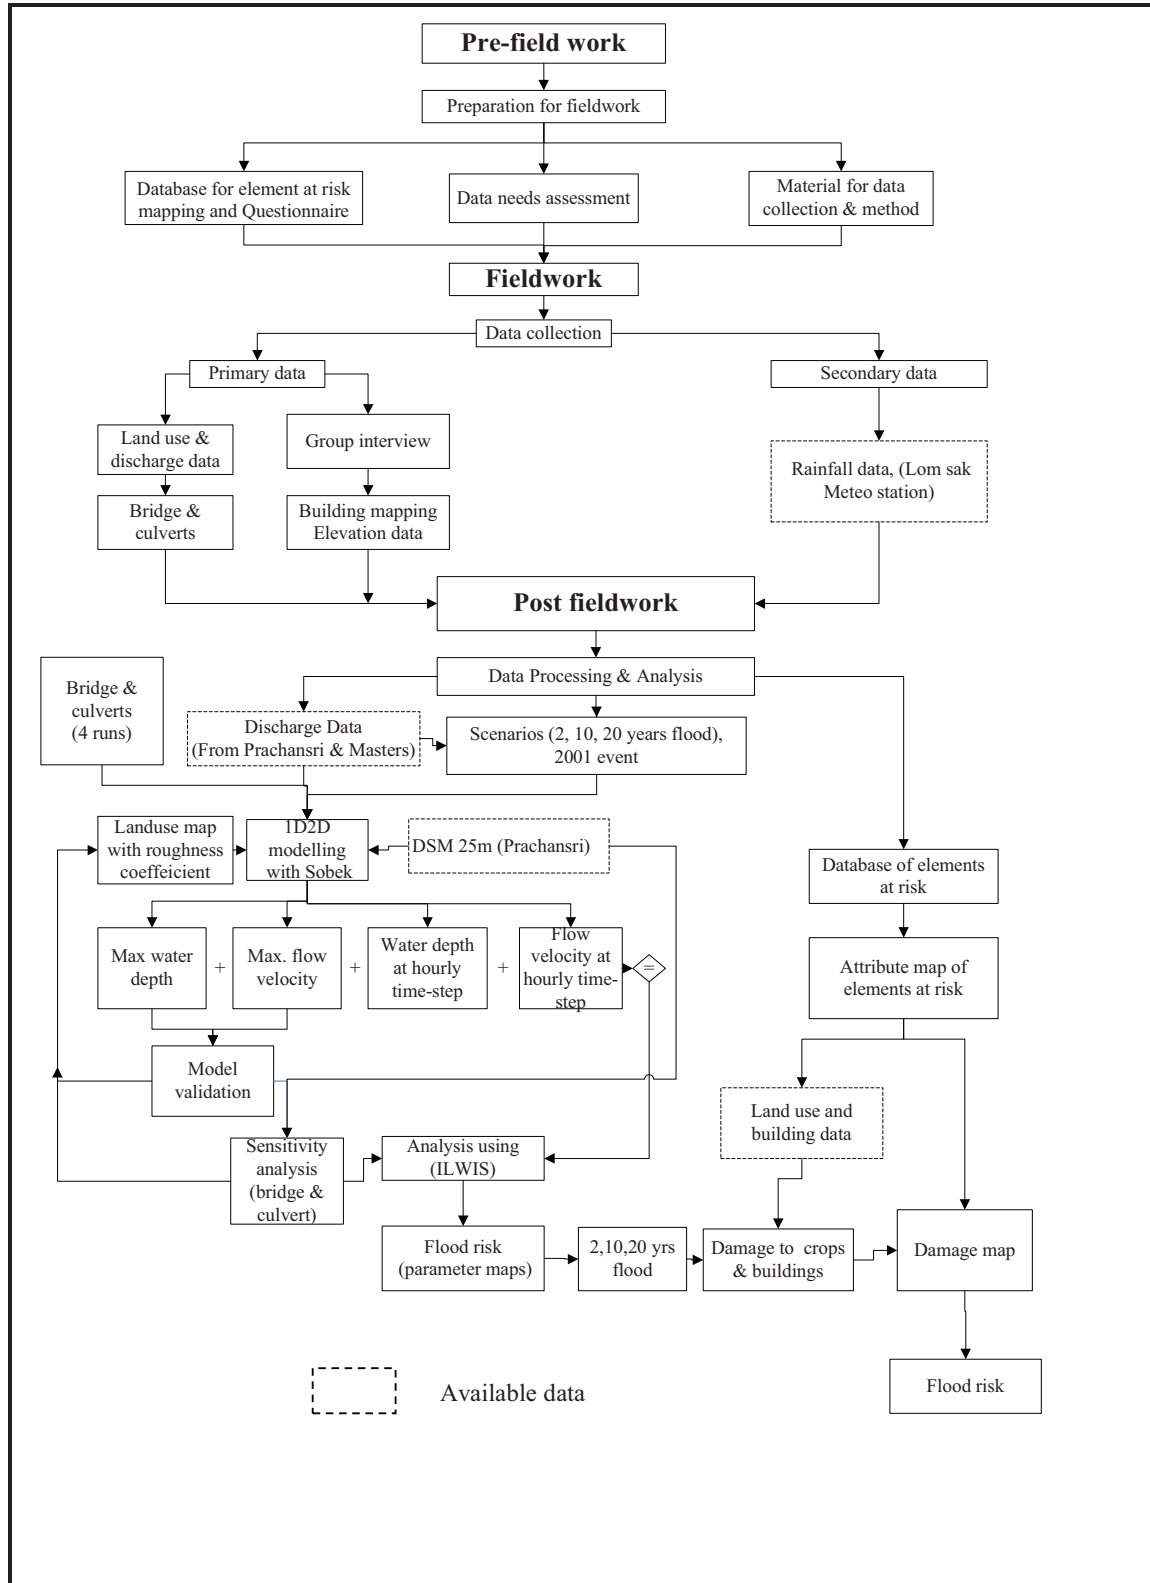 Pre-field work
Preparation for fieldwork
Database for element at risk
mapping and Questionnaire
Data needs assessment
Material for data
collection & method
Fieldwork
Data collection
Primary data
Secondary data
Land use &
discharge data
Group interview
Rainfall data, (Lom sak
Meteo station)
Bridge &
culverts
Building mapping
Elevation data
Post fieldwork
Data Processing & Analysis
Bridge &
culverts
(4 runs)
Discharge Data
(From Prachansri & Masters)
Scenarios (2, 10, 20 years flood),
2001 event
Landuse map
with roughness
coeffeicient
1D2D
modelling
with Sobek
DSM 25m (Prachansri)
Database of elements
at risk
Max water
depth
+
Max. flow
velocity
+
Water depth
at hourly
time-step
+
Flow
velocity at
hourly time-
step
=
Attribute map of
elements at risk
Model
validation
Land use and
building data
Sensitivity
analysis
(bridge &
culvert)
Analysis using
(ILWIS)
Flood risk
(parameter maps)
2,10,20 yrs
flood
Damage to crops
& buildings
Damage map
Flood risk
Available data